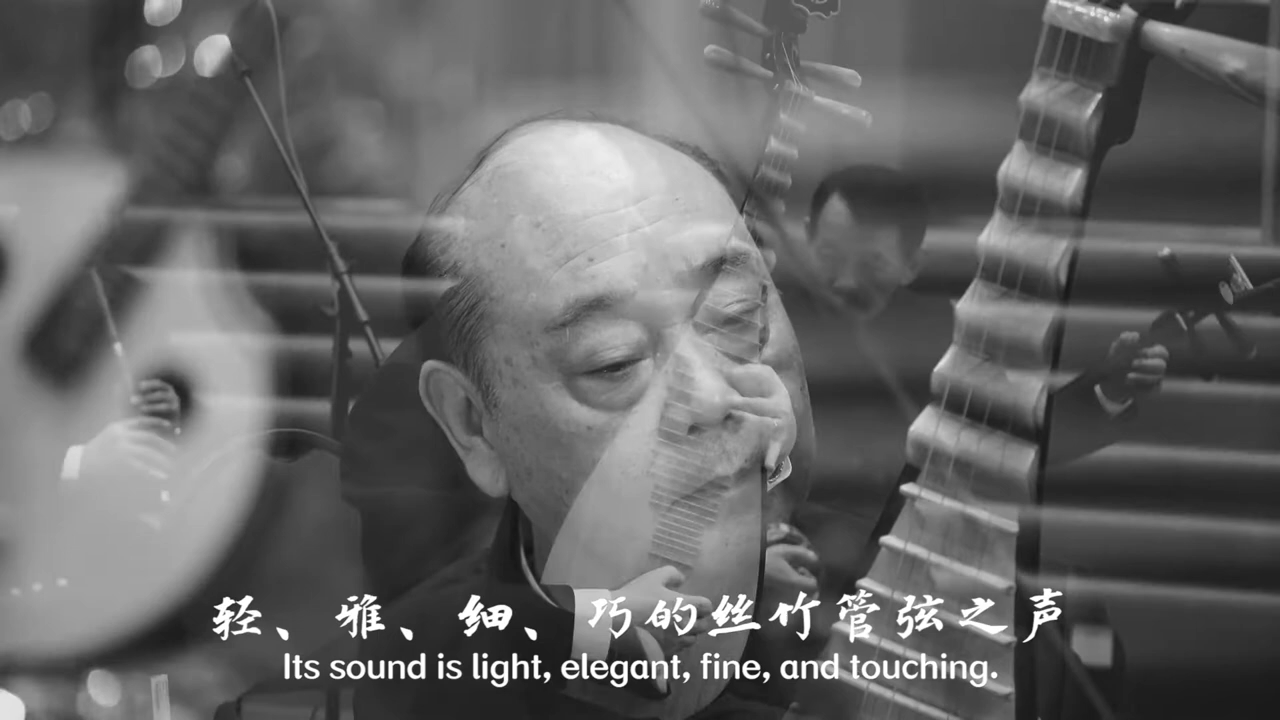 轻、雅、细、巧的丝竹管弦之声
Its sound is light, elegant, fine, and touching.